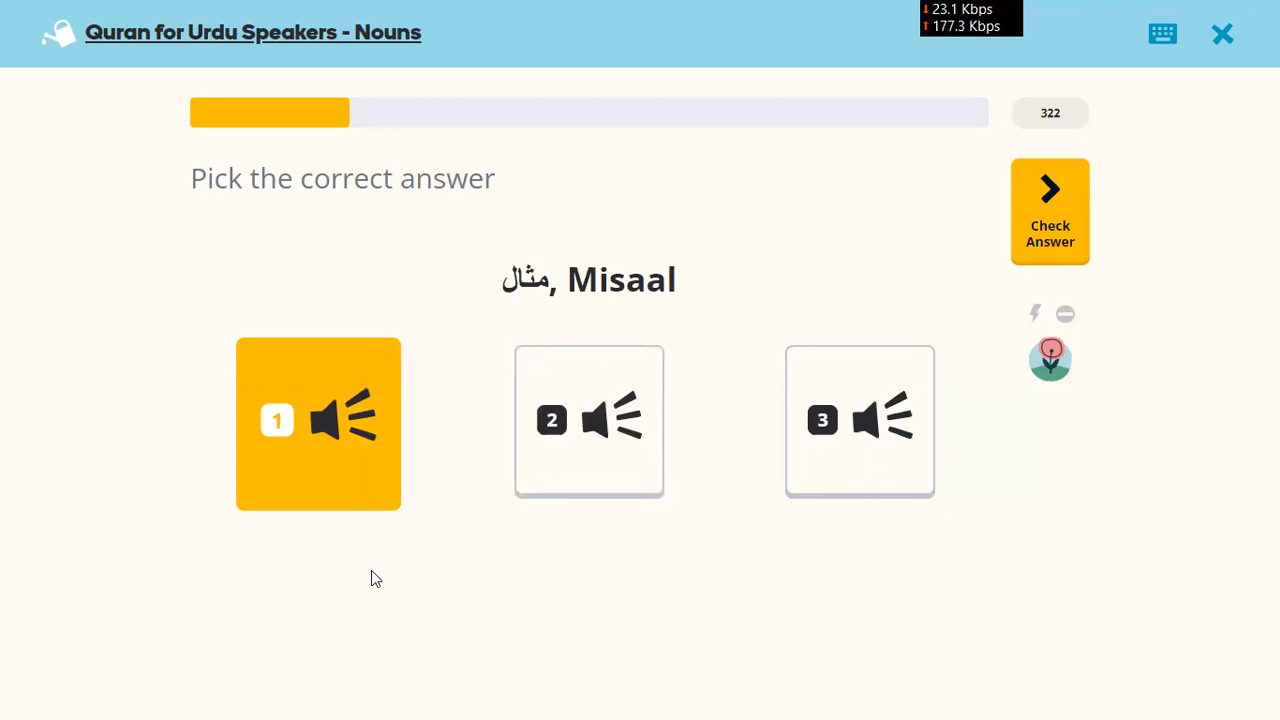 Quran for Urdu Speakers - Nouns
↓ 23.1 Kbps
↑ 177.3 Kbps
322
Pick the correct answer
Check
Answer
مثال, Misaal
1
2
3